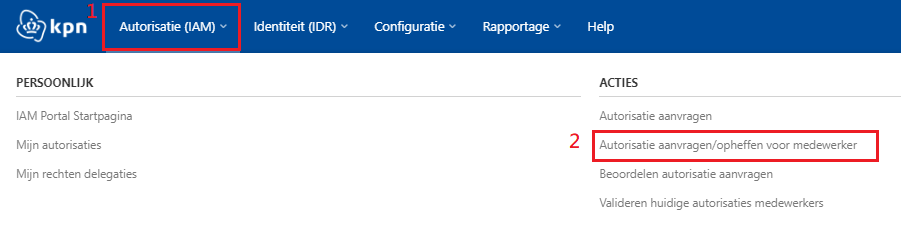 1
kpn Autorisatie (IAM) Identiteit (IDR) Configuratie Rapportage Help
PERSOONLIJK
IAM Portal Startpagina
Mijn autorisaties
Mijn rechten delegaties
ACTIES
Autorisatie aanvragen
2 Autorisatie aanvragen/opheffen voor medewerker
Beoordelen autorisatie aanvragen
Valideren huidige autorisaties medewerkers